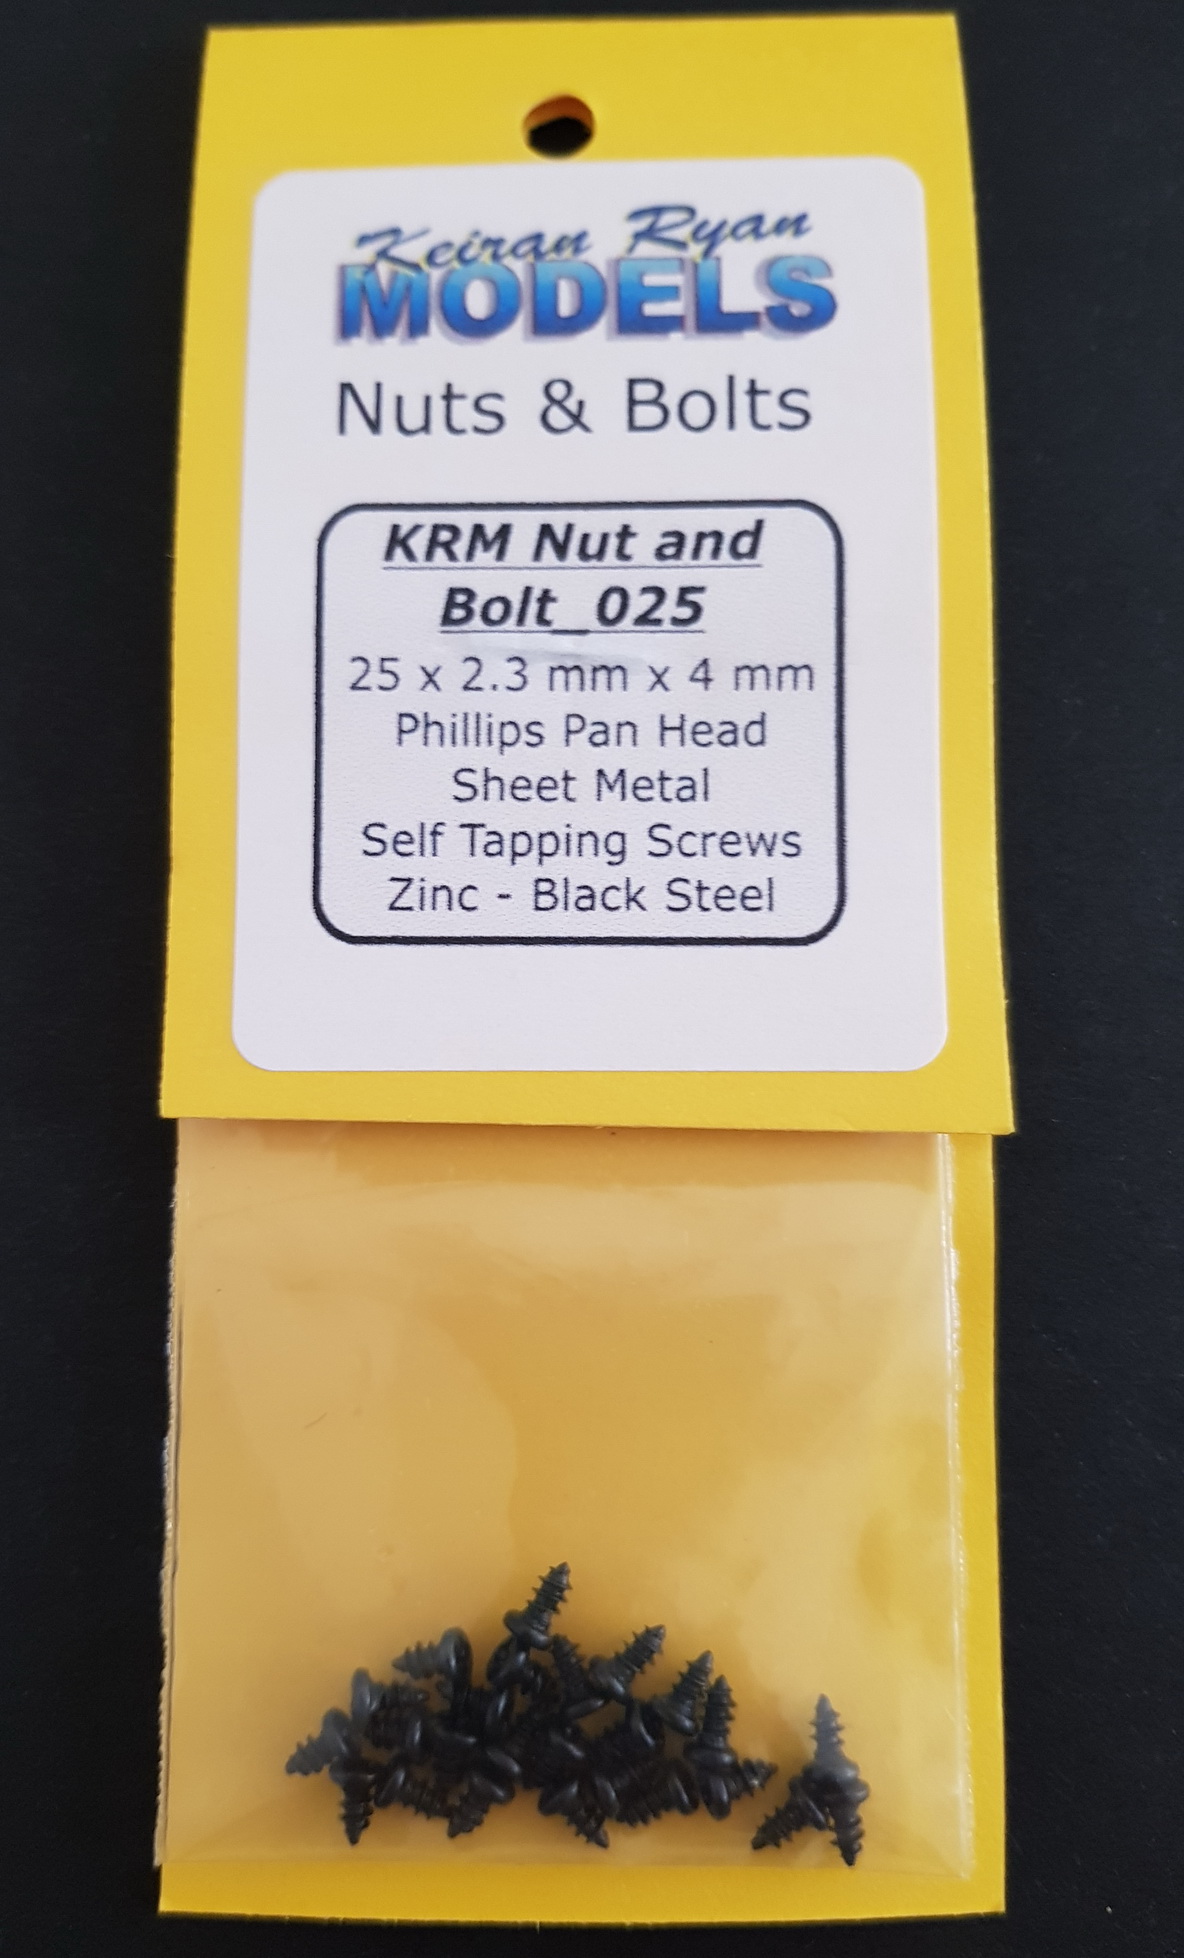 Keiran Ryan
MODELS
Nuts & Bolts
KRM Nut and
Bolt_025
25 x 2.3 mm x 4 mm
Phillips Pan Head
Sheet Metal
Self Tapping Screws
Zinc - Black Steel